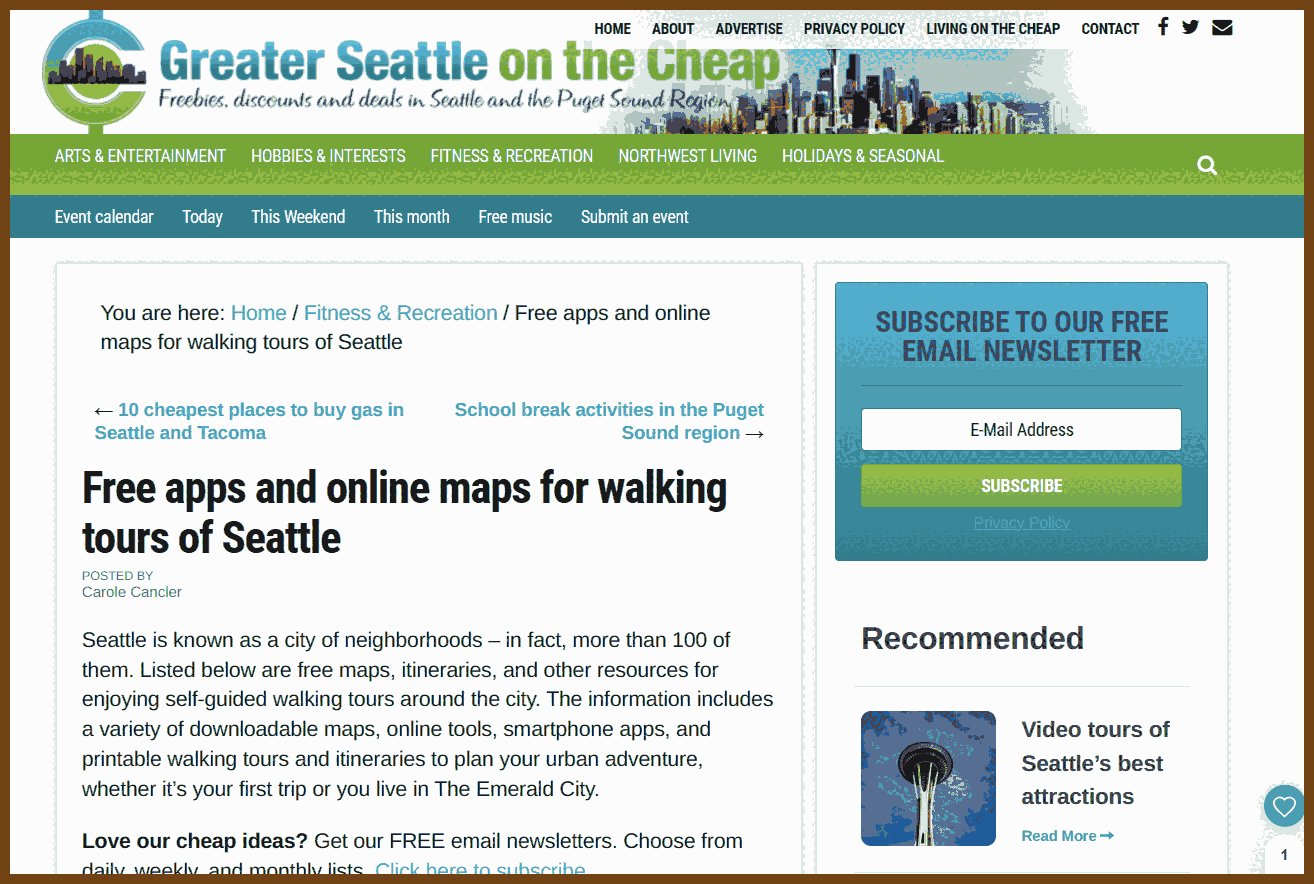 HOME ABOUT ADVERTISE PRIVACY POLICY LIVING ON THE CHEAP CONTACT
Greater Seattle on the Cheap
Freebies, discounts and deals in Seattle and the Puget Sound Region
ARTS & ENTERTAINMENT HOBBIES & INTERESTS FITNESS & RECREATION NORTHWEST LIVING HOLIDAYS & SEASONAL
Event calendar Today This Weekend This month Free music Submit an event
You are here: Home / Fitness & Recreation / Free apps and online
maps for walking tours of Seattle
← 10 cheapest places to buy gas in
Seattle and Tacoma
School break activities in the Puget
Sound region →
Free apps and online maps for walking
tours of Seattle
POSTED BY
Carole Cancler
Seattle is known as a city of neighborhoods – in fact, more than 100 of
them. Listed below are free maps, itineraries, and other resources for
enjoying self-guided walking tours around the city. The information includes
a variety of downloadable maps, online tools, smartphone apps, and
printable walking tours and itineraries to plan your urban adventure,
whether it’s your first trip or you live in The Emerald City.
Love our cheap ideas? Get our FREE email newsletters. Choose from
daily, weekly, and monthly lists. Click here to subscribe
SUBSCRIBE TO OUR FREE
EMAIL NEWSLETTER
E-Mail Address
SUBSCRIBE
Privacy Policy
Recommended
Video tours of
Seattle’s best
attractions
Read More →
1